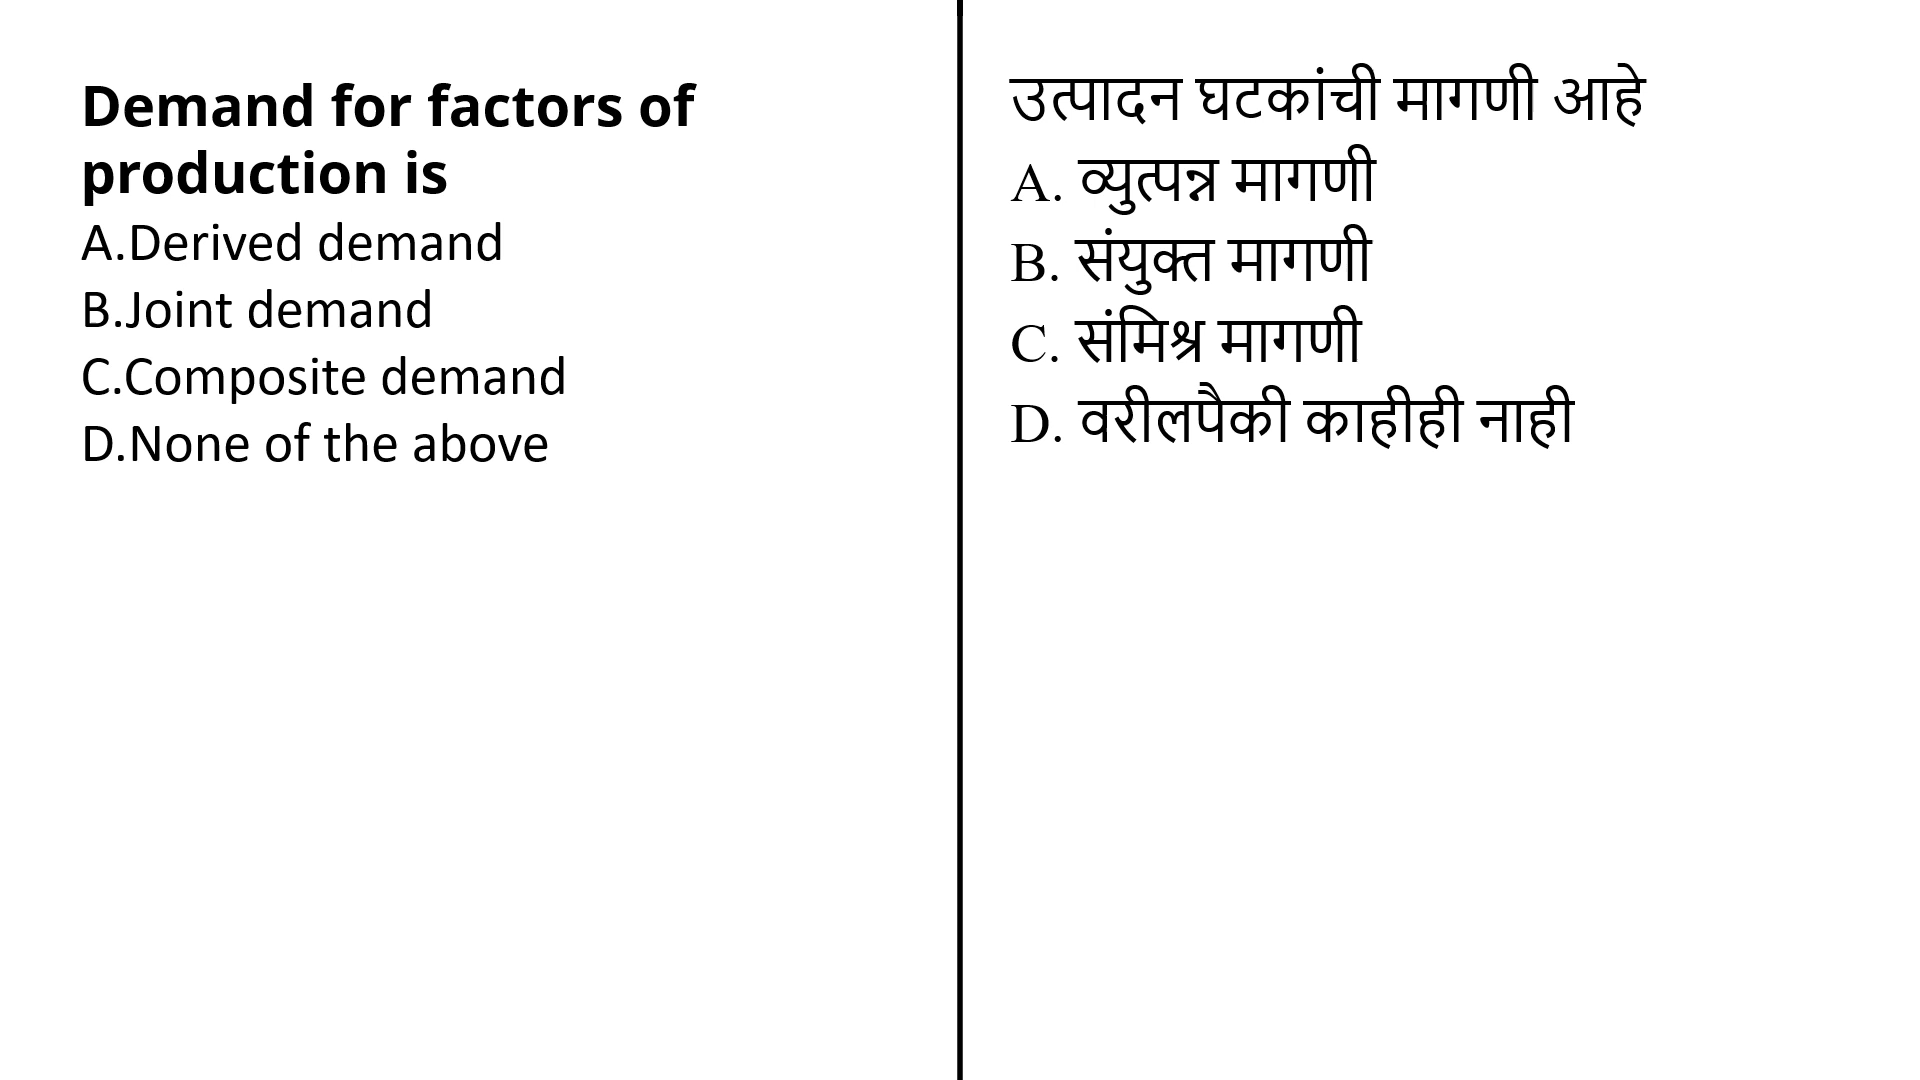 Demand for factors of
production is
A.Derived demand
B.Joint demand
C.Composite demand
D.None of the above
उत्पादन घटकांची मागणी आहे
A. व्युत्पन्न मागणी
B. संयुक्त मागणी
C. संमिश्र मागणी
D. वरीलपैकी काहीही नाही